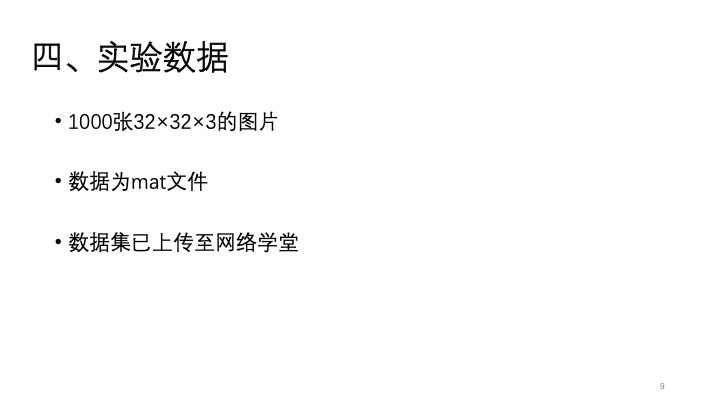 四、实验数据
• 1000张32×32×3的图片
• 数据为mat文件
• 数据集已上传至网络学堂
9